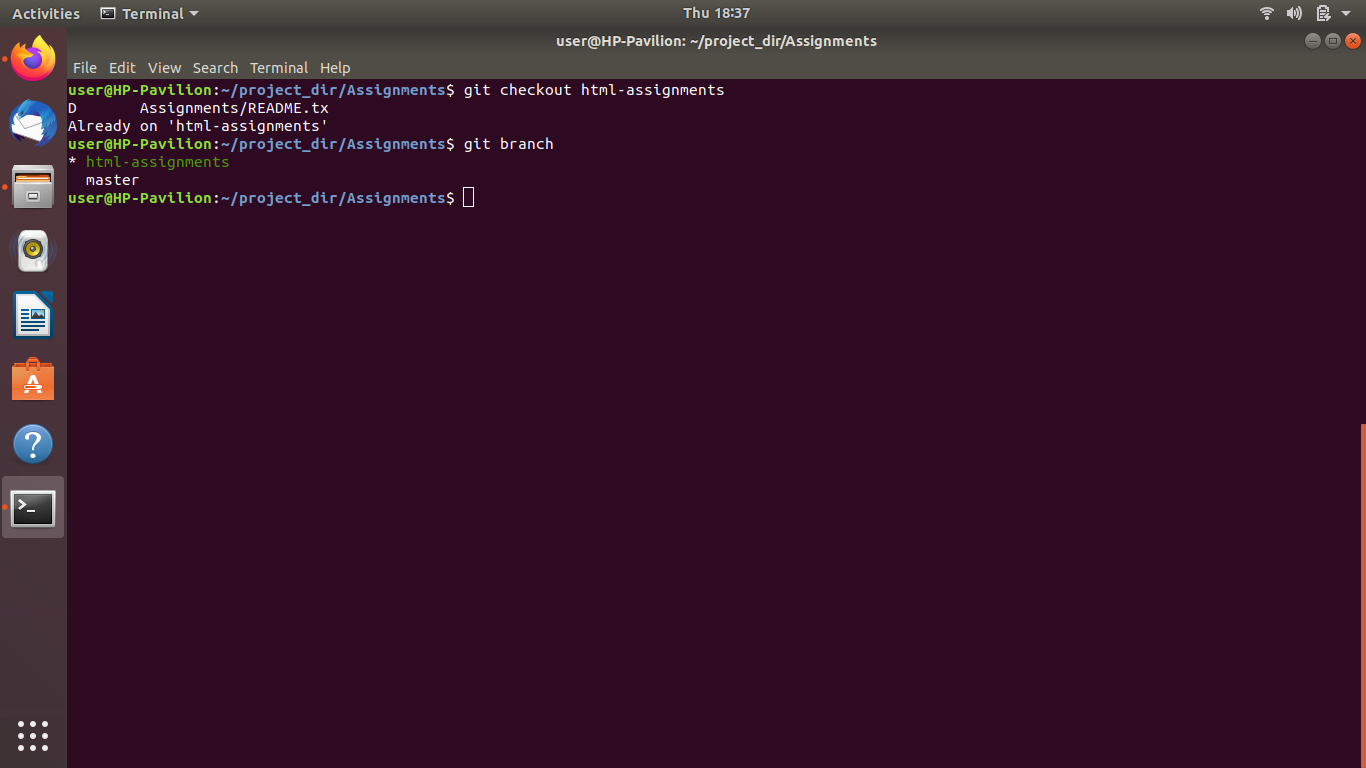 Activities Terminal Thu 18:37
user@HP-Pavilion: ~/project_dir/Assignments
File Edit View Search Terminal Help
user@HP-Pavilion:~/project_dir/Assignments$ git checkout html-assignments
D       Assignments/README.tx
Already on 'html-assignments'
user@HP-Pavilion:~/project_dir/Assignments$ git branch
* html-assignments
  master
user@HP-Pavilion:~/project_dir/Assignments$